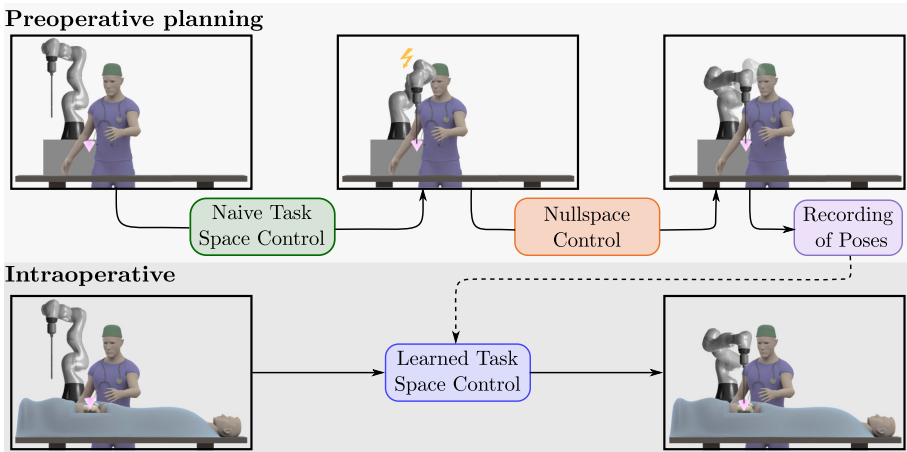 Preoperative planning
Naive Task
Space Control
Nullspace
Control
Recording
of Poses
Intraoperative
Learned Task
Space Control